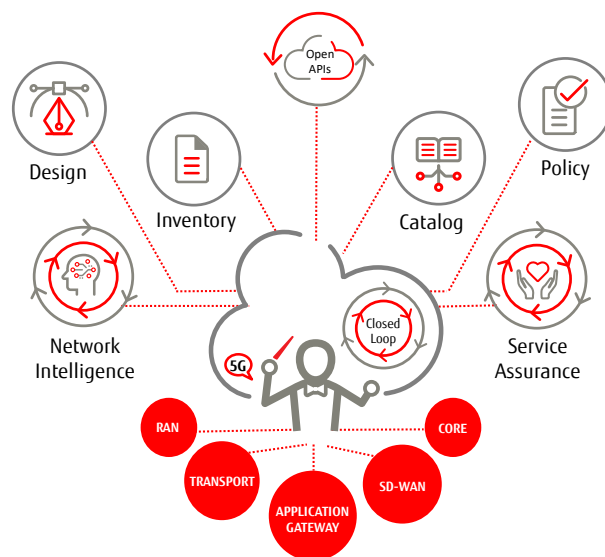 Open
APIs
Design
Inventory
Catalog
Policy
Network
Intelligence
Closed
Loop
Service
Assurance
5G
RAN
CORE
TRANSPORT
SD-WAN
APPLICATION
GATEWAY